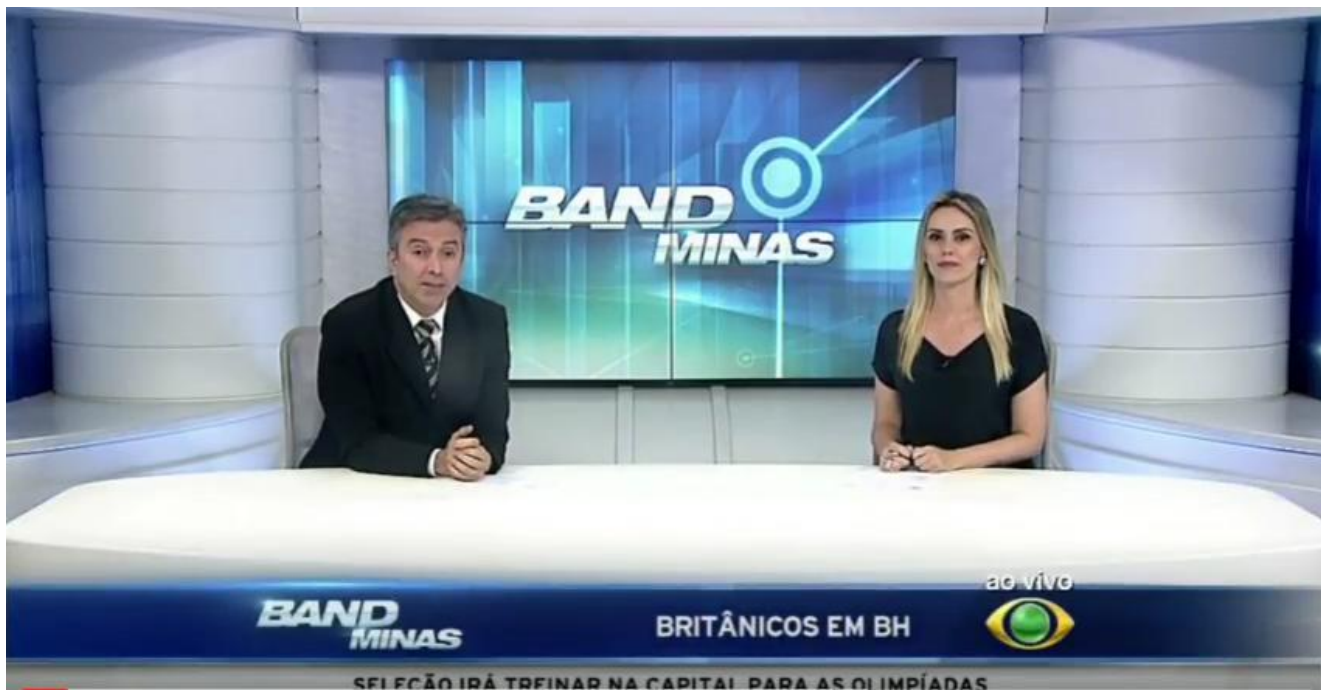 BAND
MINAS
ao vivo
BAND
MINAS
BRITÂNICOS EM BH
SELEÇÃO IRÁ TREINAR NA CAPITAL PARA AS OLIMPÍADAS